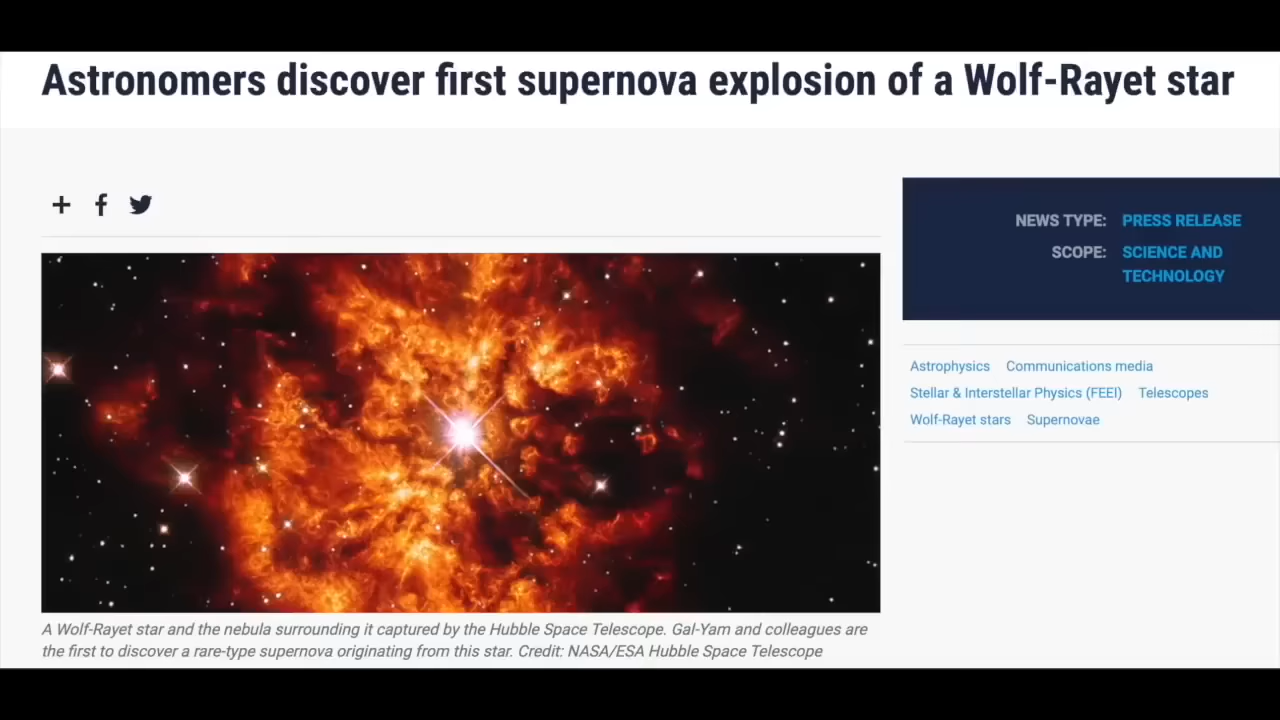 Astronomers discover first supernova explosion of a Wolf-Rayet star
NEWS TYPE: PRESS RELEASE
SCOPE: SCIENCE AND
TECHNOLOGY
Astrophysics Communications media
Stellar & Interstellar Physics (FEEI) Telescopes
Wolf-Rayet stars Supernovae
A Wolf-Rayet star and the nebula surrounding it captured by the Hubble Space Telescope. Gal-Yam and colleagues are
the first to discover a rare-type supernova originating from this star. Credit: NASA/ESA Hubble Space Telescope